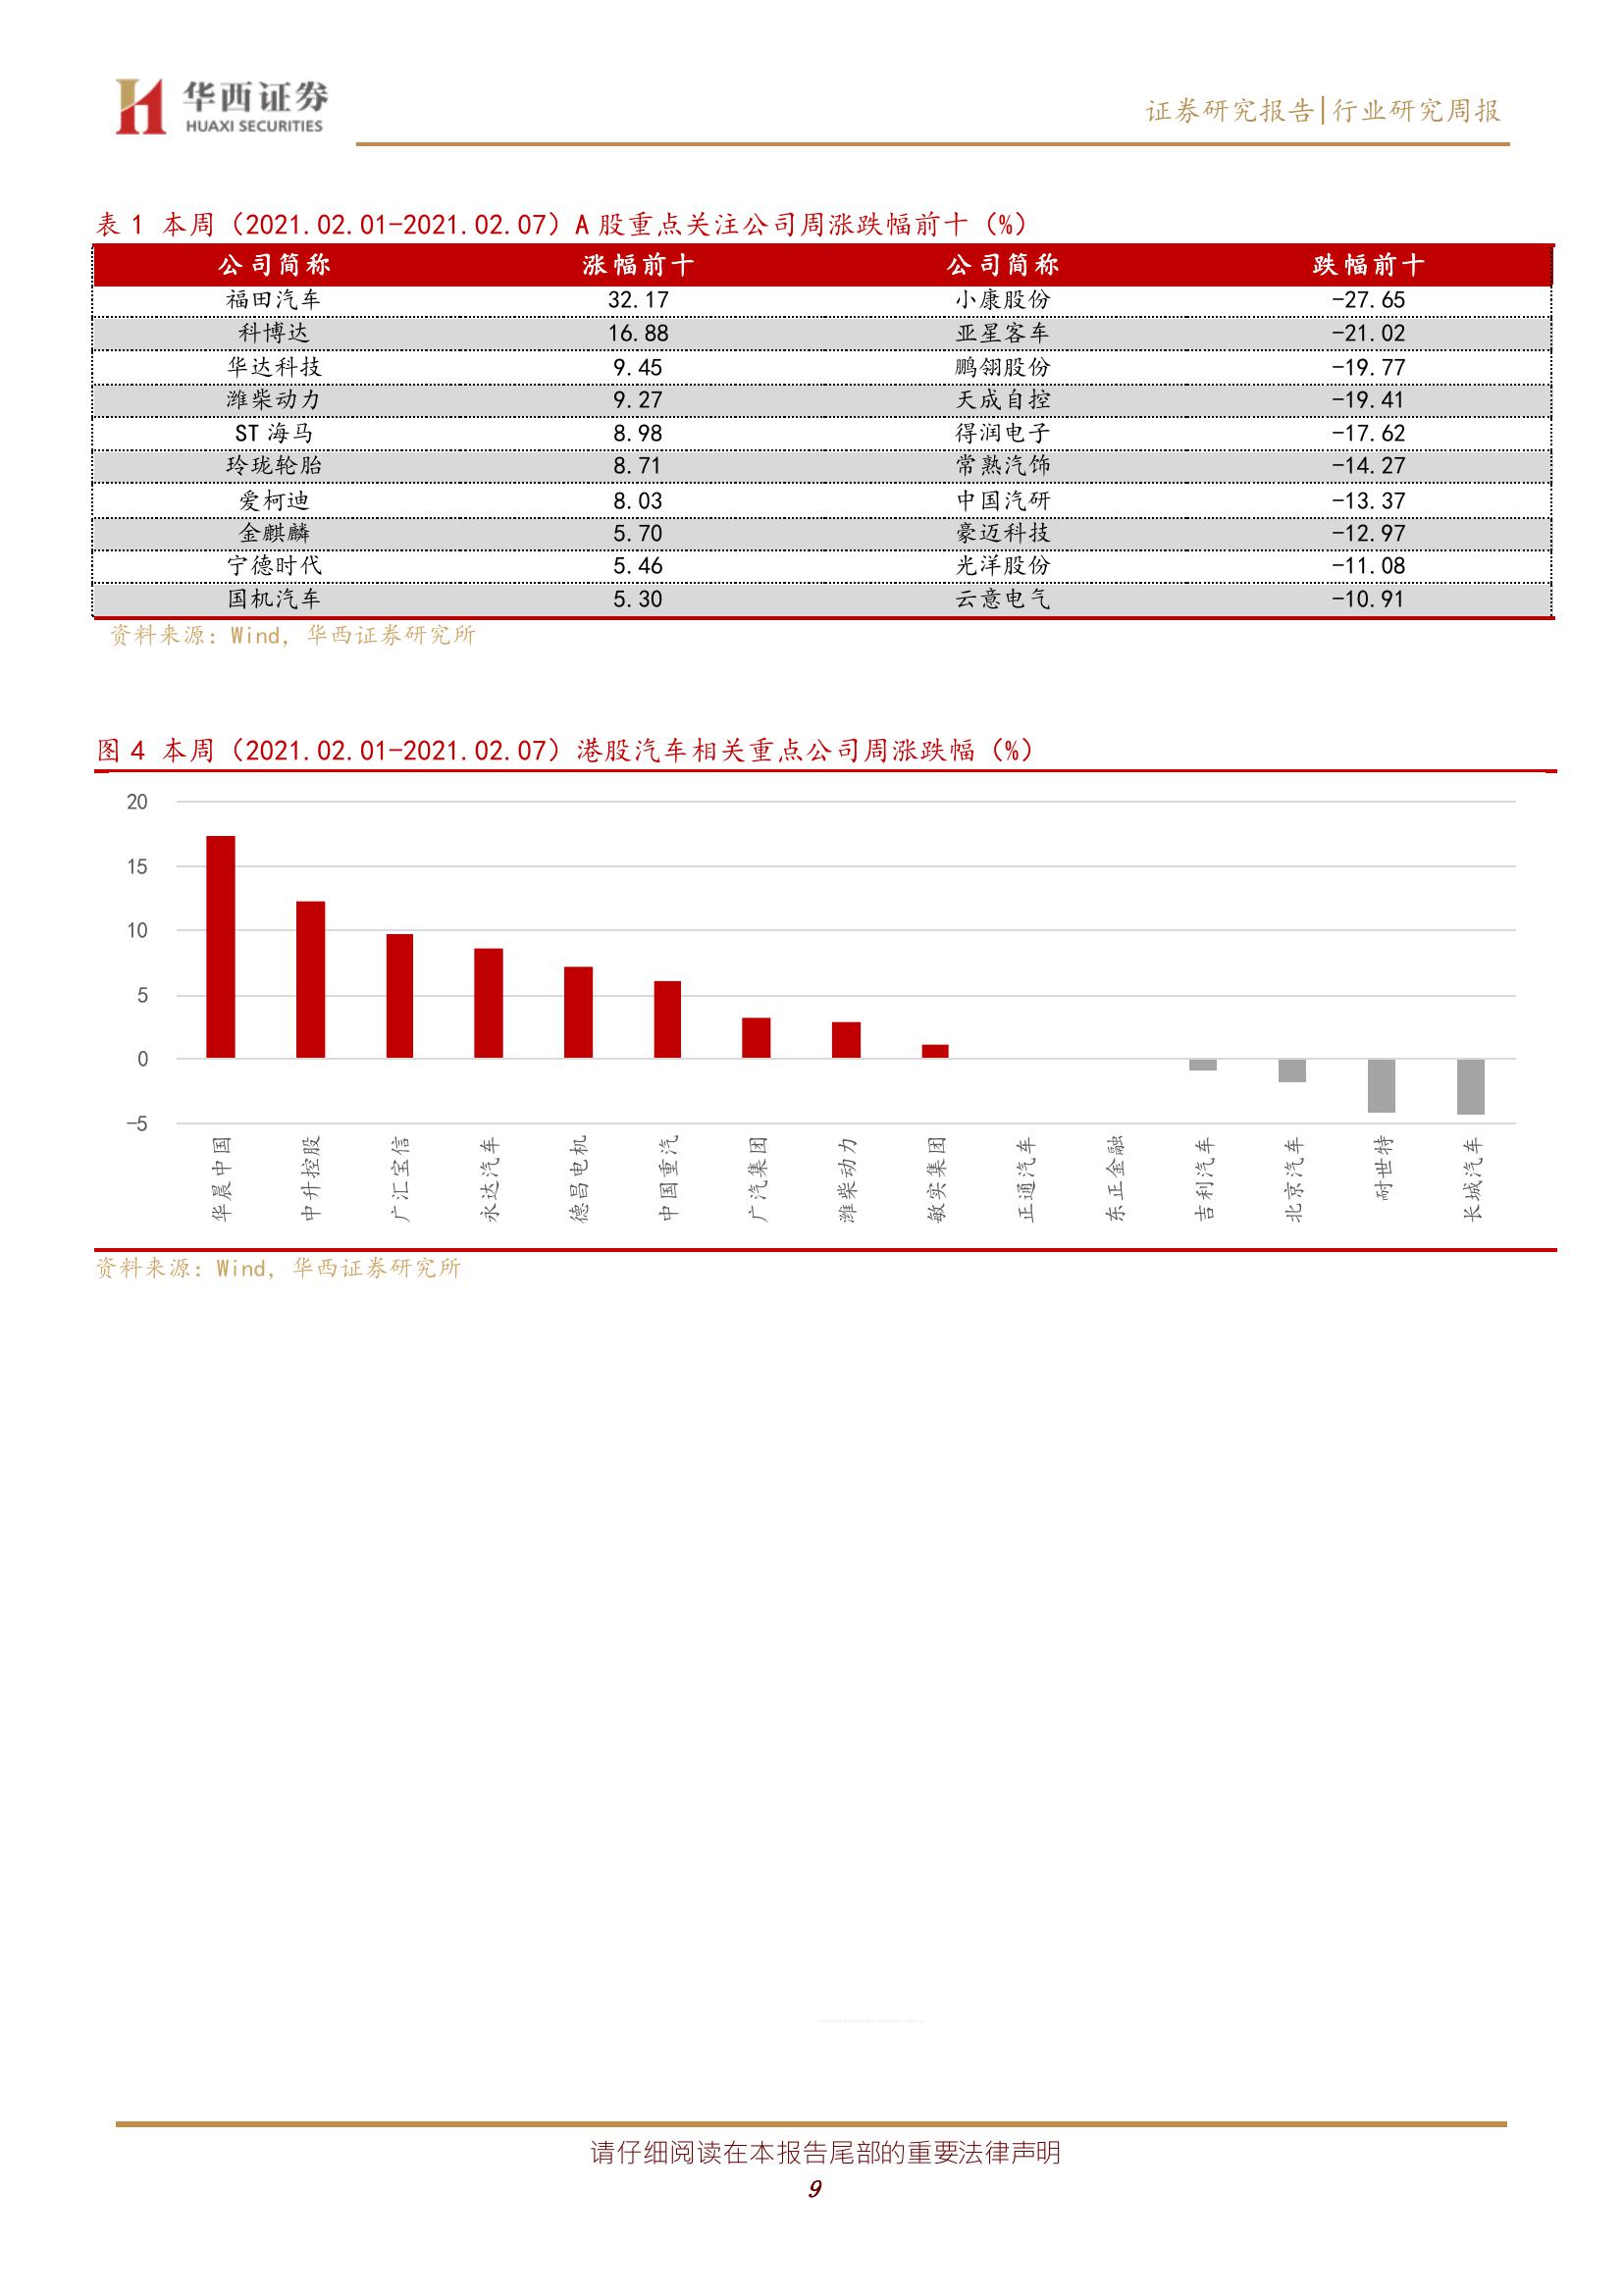 华西证券
HUAXI SECURITIES
证券研究报告|行业研究周报
表 1 本周（2021.02.01-2021.02.07）A 股重点关注公司周涨跌幅前十（%）
公司简称 涨幅前十 公司简称 跌幅前十
福田汽车 32.17 小康股份 -27.65
科博达 16.88 亚星客车 -21.02
华达科技 9.45 鹏翎股份 -19.77
潍柴动力 9.27 天成自控 -19.41
ST 海马 8.98 得润电子 -17.62
玲珑轮胎 8.71 常熟汽饰 -14.27
爱柯迪 8.03 中国汽研 -13.37
金麒麟 5.70 豪迈科技 -12.97
宁德时代 5.46 光洋股份 -11.08
国机汽车 5.30 云意电气 -10.91
资料来源：Wind，华西证券研究所
图 4 本周（2021.02.01-2021.02.07）港股汽车相关重点公司周涨跌幅（%）
20
15
10
5
0
-5
华晨中国
中升控股
广汇宝信
永达汽车
德昌电机
中国重汽
广汽集团
潍柴动力
敏实集团
正通汽车
东正金融
吉利汽车
北京汽车
耐世特
长城汽车
资料来源：Wind，华西证券研究所
请仔细阅读在本报告尾部的重要法律声明
9